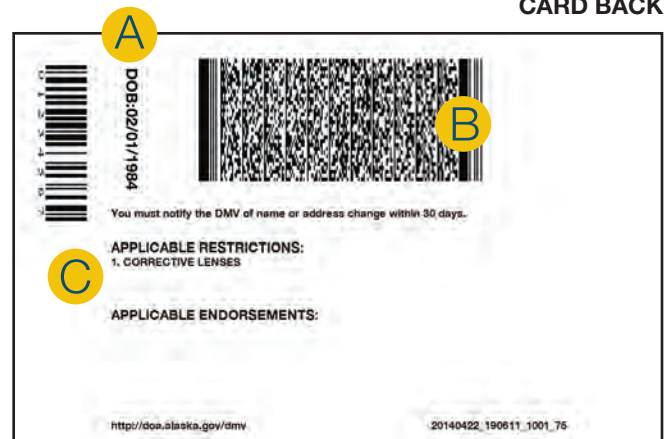 CARD BACK
A
DOB:02/01/1984
B
You must notify the DMV of name or address change within 30 days.
APPLICABLE RESTRICTIONS:
1. CORRECTIVE LENSES
C
APPLICABLE ENDORSEMENTS:
http://doa.alaska.gov/dmv
20140422_190611_1001_75